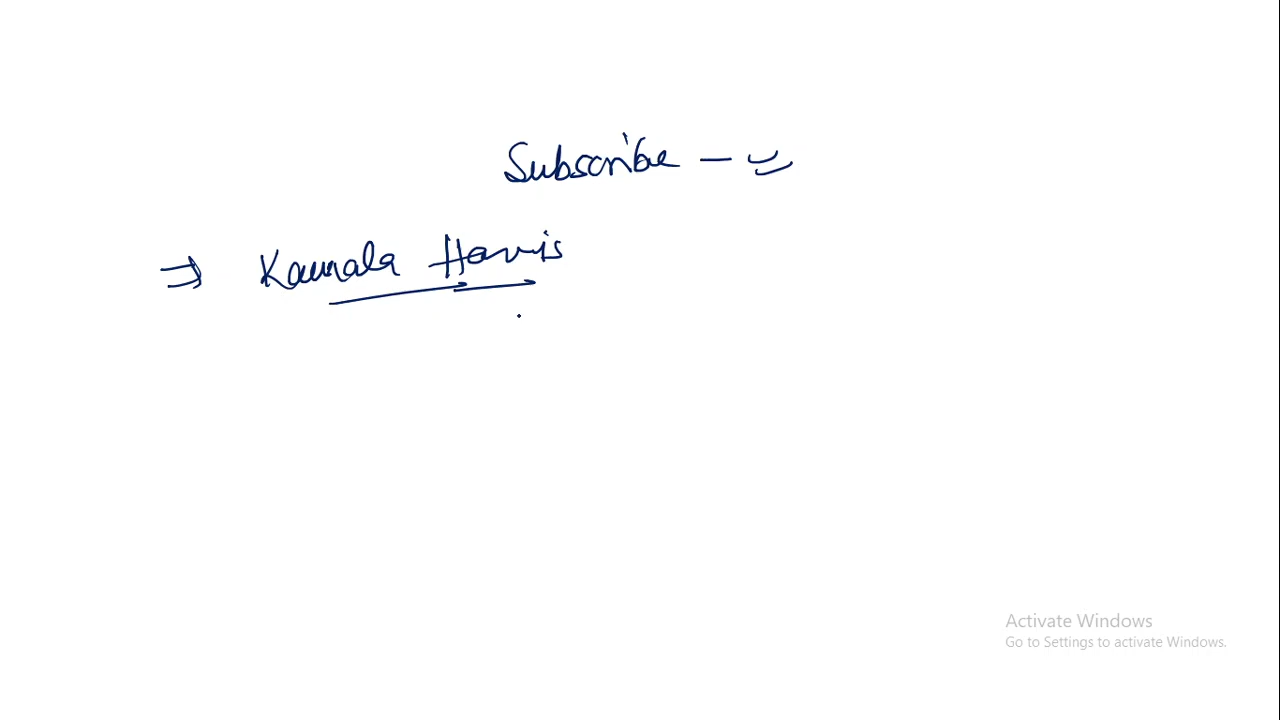 Subscribe -
⇒ Kamala Harris
Activate Windows
Go to Settings to activate Windows.